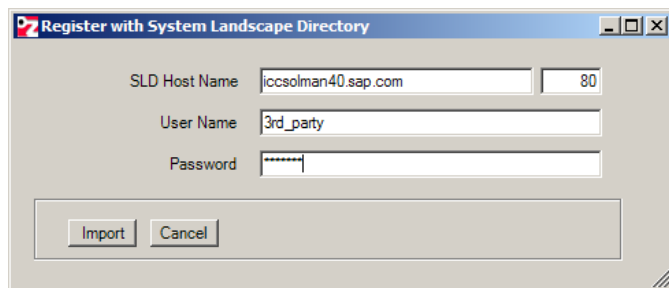 Register with System Landscape Directory
SLD Host Name iccsolman40.sap.com 80
User Name 3rd_party
Password *******
Import Cancel